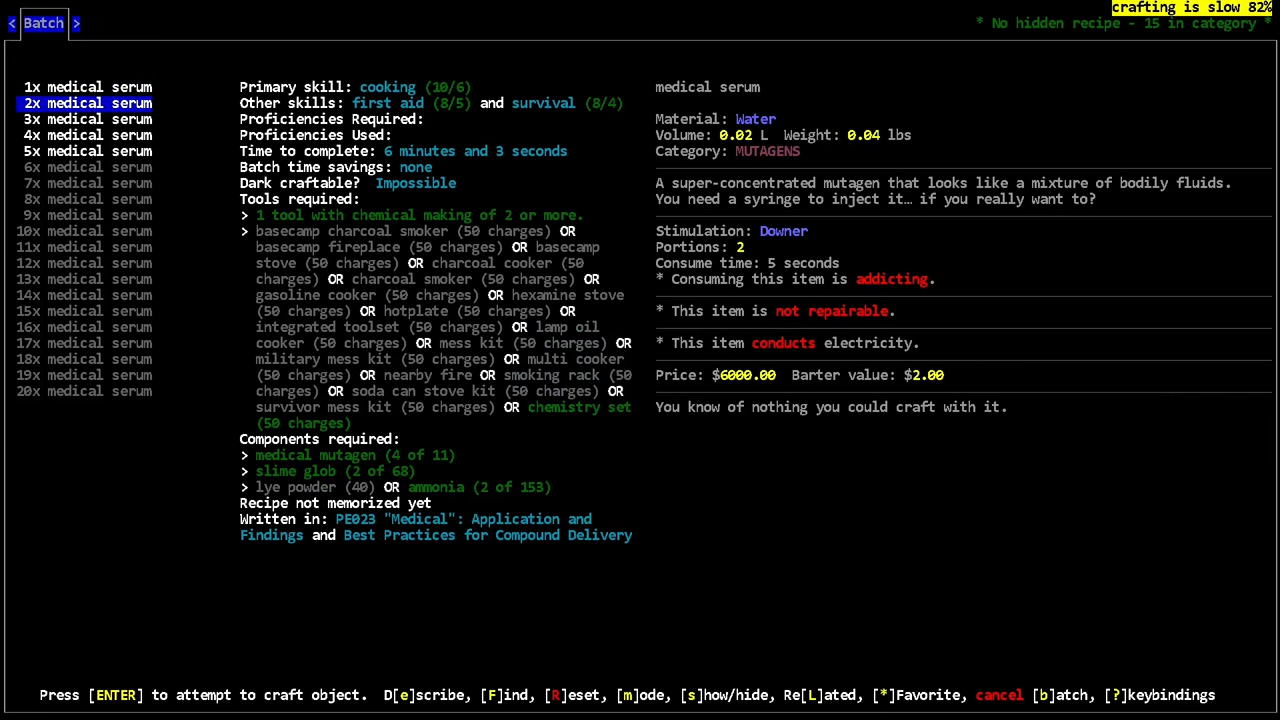 crafting is slow 82%
< Batch >
* No hidden recipe - 15 in category *
1x medical serum
2x medical serum
3x medical serum
4x medical serum
5x medical serum
6x medical serum
7x medical serum
8x medical serum
9x medical serum
10x medical serum
11x medical serum
12x medical serum
13x medical serum
14x medical serum
15x medical serum
16x medical serum
17x medical serum
18x medical serum
19x medical serum
20x medical serum
Primary skill: cooking (10/6)
Other skills: first aid (8/5) and survival (8/4)
Proficiencies Required:
Proficiencies Used:
Time to complete: 6 minutes and 3 seconds
Batch time savings: none
Dark craftable? Impossible
Tools required:
> 1 tool with chemical making of 2 or more.
> basecamp charcoal smoker (50 charges) OR
basecamp fireplace (50 charges) OR basecamp
stove (50 charges) OR charcoal cooker (50
charges) OR charcoal smoker (50 charges) OR
gasoline cooker (50 charges) OR hexamine stove
(50 charges) OR hotplate (50 charges) OR
integrated toolset (50 charges) OR lamp oil
cooker (50 charges) OR mess kit (50 charges) OR
military mess kit (50 charges) OR multi cooker
(50 charges) OR nearby fire OR smoking rack (50
charges) OR soda can stove kit (50 charges) OR
survivor mess kit (50 charges) OR chemistry set
(50 charges)
Components required:
> medical mutagen (4 of 11)
> slime glob (2 of 68)
> lye powder (40) OR ammonia (2 of 153)
Recipe not memorized yet
Written in: PE023 "Medical": Application and
Findings and Best Practices for Compound Delivery
medical serum
Material: Water
Volume: 0.02 L Weight: 0.04 lbs
Category: MUTAGENS
A super-concentrated mutagen that looks like a mixture of bodily fluids.
You need a syringe to inject it… if you really want to?
Stimulation: Downer
Portions: 2
Consume time: 5 seconds
* Consuming this item is addicting.
* This item is not repairable.
* This item conducts electricity.
Price: $6000.00 Barter value: $2.00
You know of nothing you could craft with it.
Press [ENTER] to attempt to craft object. D[e]scribe, [F]ind, [R]eset, [m]ode, [s]how/hide, Re[L]ated, [*]Favorite, cancel [b]atch, [?]keybindings